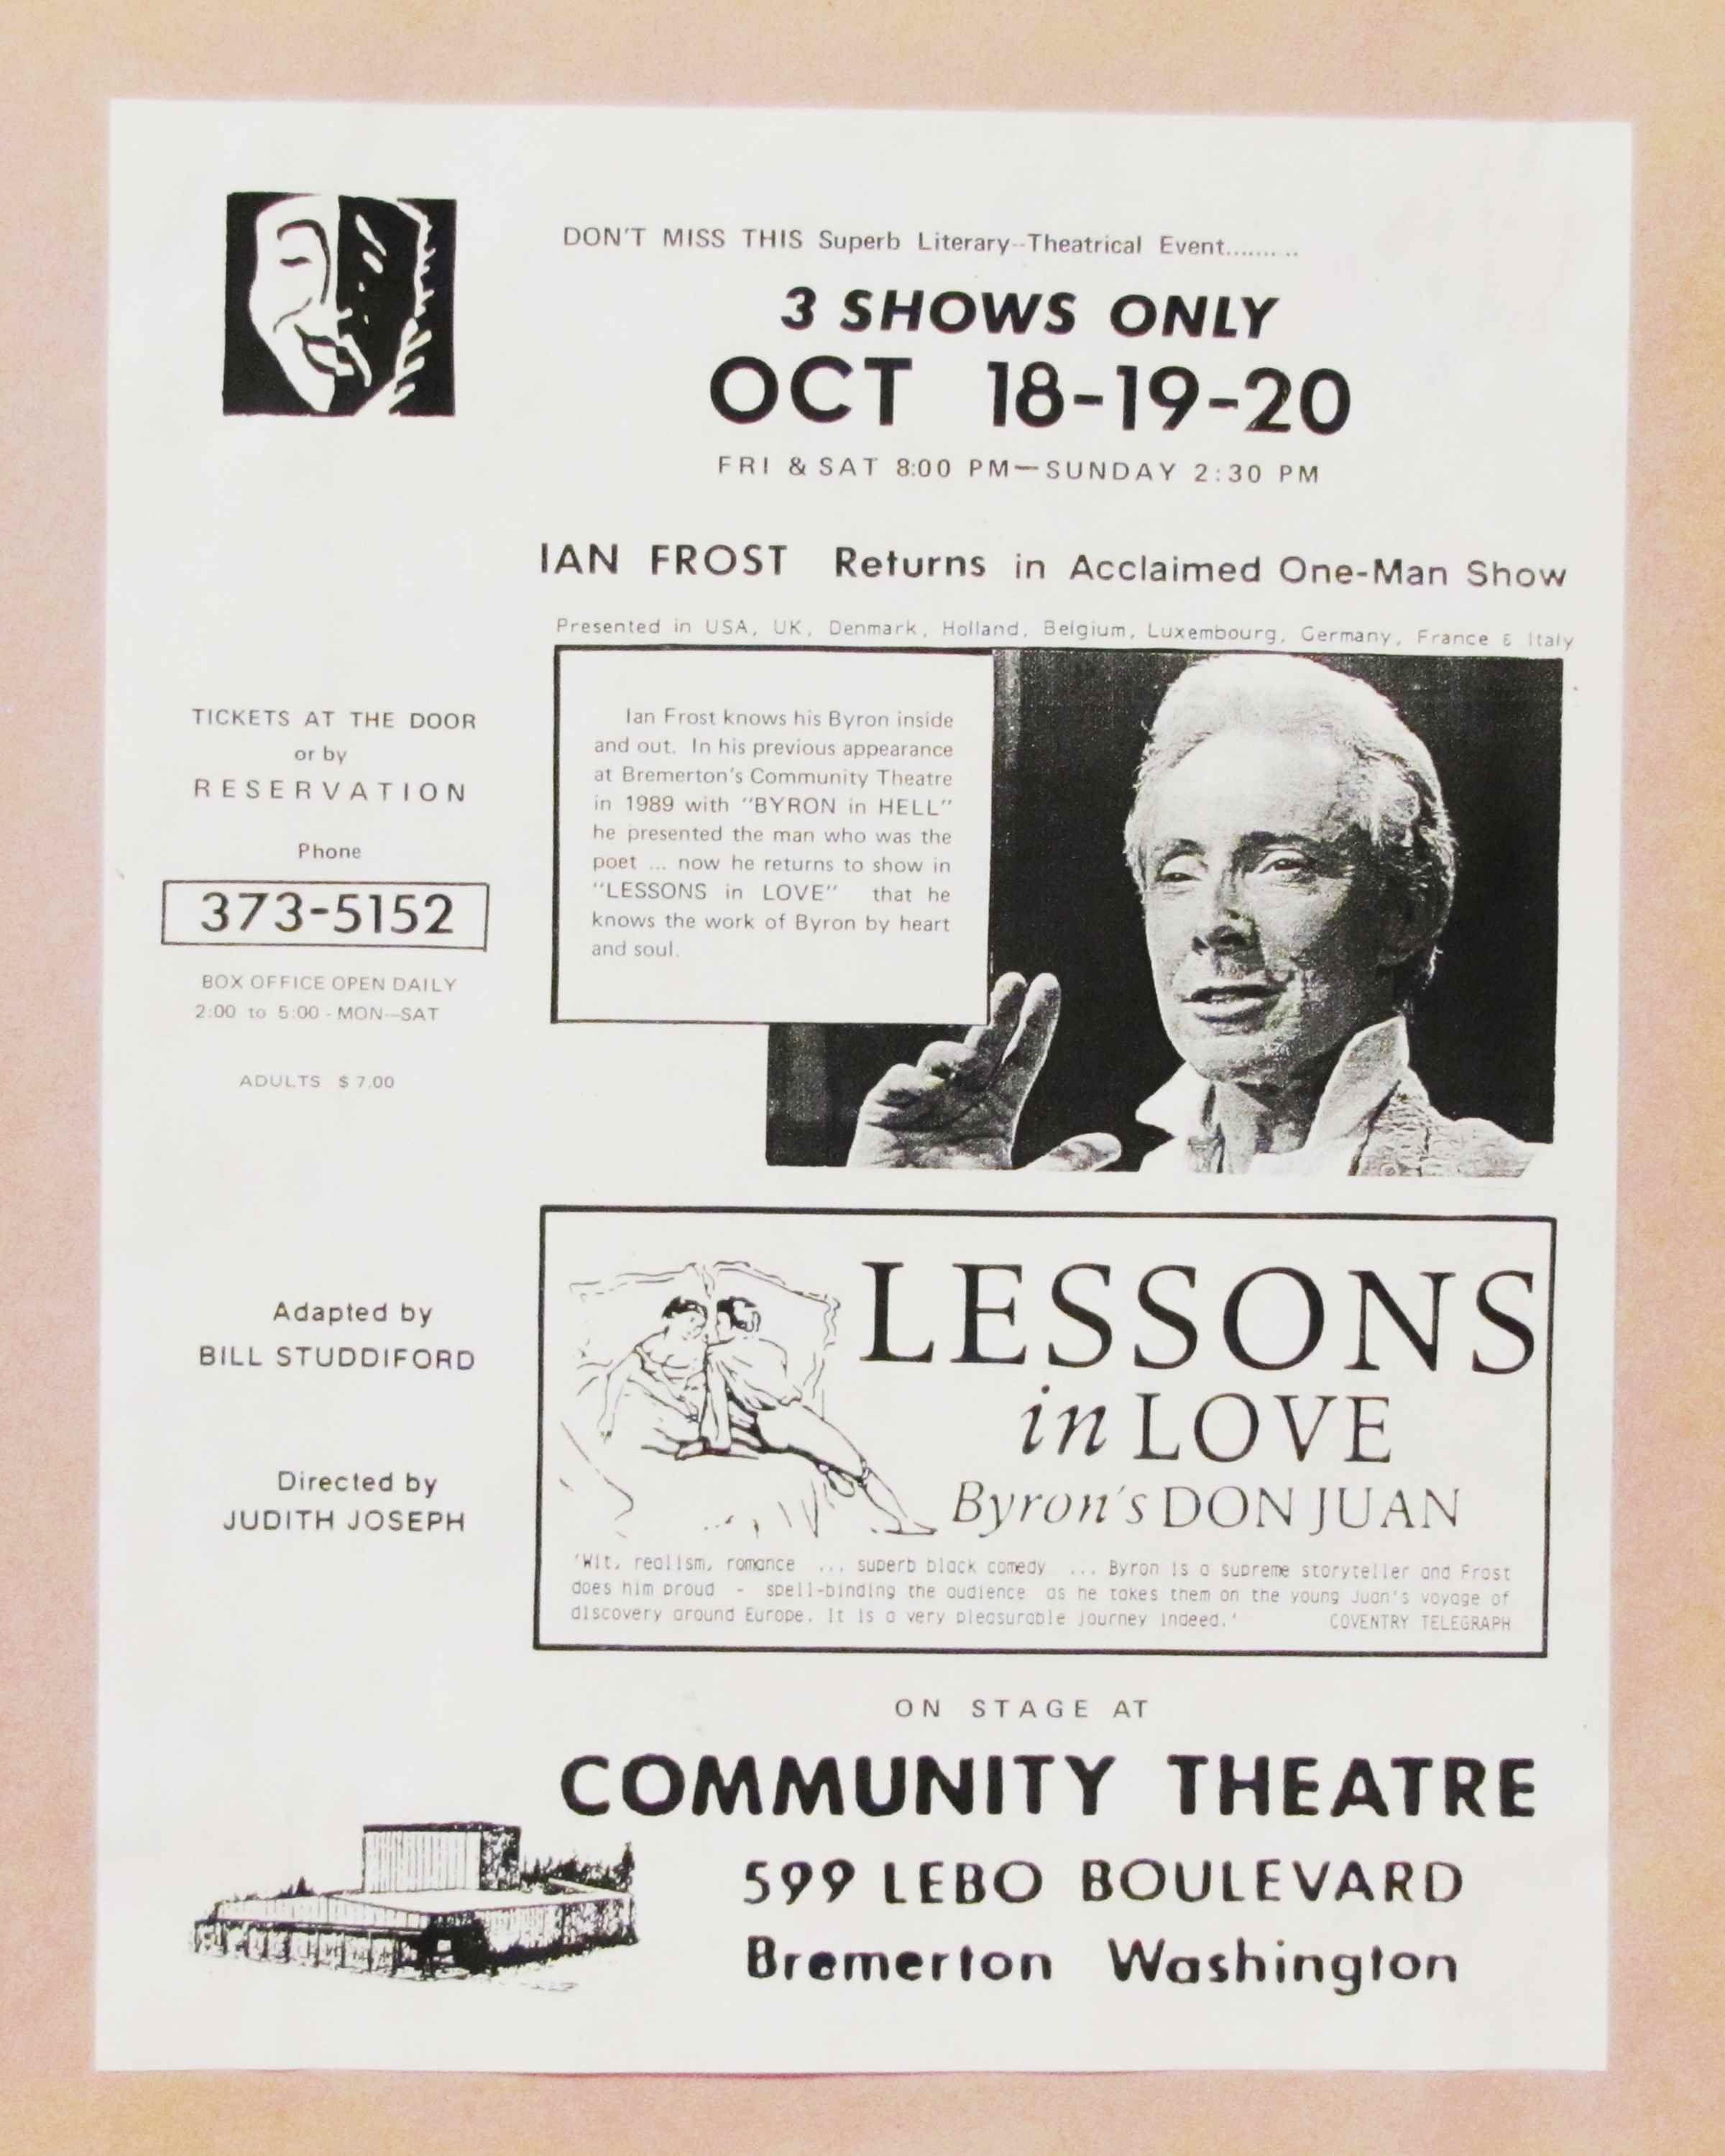 DON'T MISS THIS Superb Literary--Theatrical Event..........
3 SHOWS ONLY
OCT 18-19-20
FRI & SAT 8:00 PM—SUNDAY 2:30 PM
IAN FROST Returns in Acclaimed One-Man Show
Presented in USA, UK, Denmark, Holland, Belgium, Luxembourg, Germany, France & Italy
TICKETS AT THE DOOR
or by
RESERVATION
Phone
373-5152
BOX OFFICE OPEN DAILY
2:00 to 5:00 - MON--SAT
ADULTS $7.00
Ian Frost knows his Byron inside
and out. In his previous appearance
at Bremerton's Community Theatre
in 1989 with "BYRON in HELL"
he presented the man who was the
poet ... now he returns to show in
"LESSONS in LOVE" that he
knows the work of Byron by heart
and soul.
Adapted by
BILL STUDDIFORD
Directed by
JUDITH JOSEPH
LESSONS
in LOVE
Byron's DON JUAN
'Wit, realism, romance ... superb black comedy ... Byron is a supreme storyteller and Frost
does him proud - spell-binding the audience as he takes them on the young Juan's voyage of
discovery around Europe. It is a very pleasurable journey indeed.' COVENTRY TELEGRAPH
ON STAGE AT
COMMUNITY THEATRE
599 LEBO BOULEVARD
Bremerton Washington